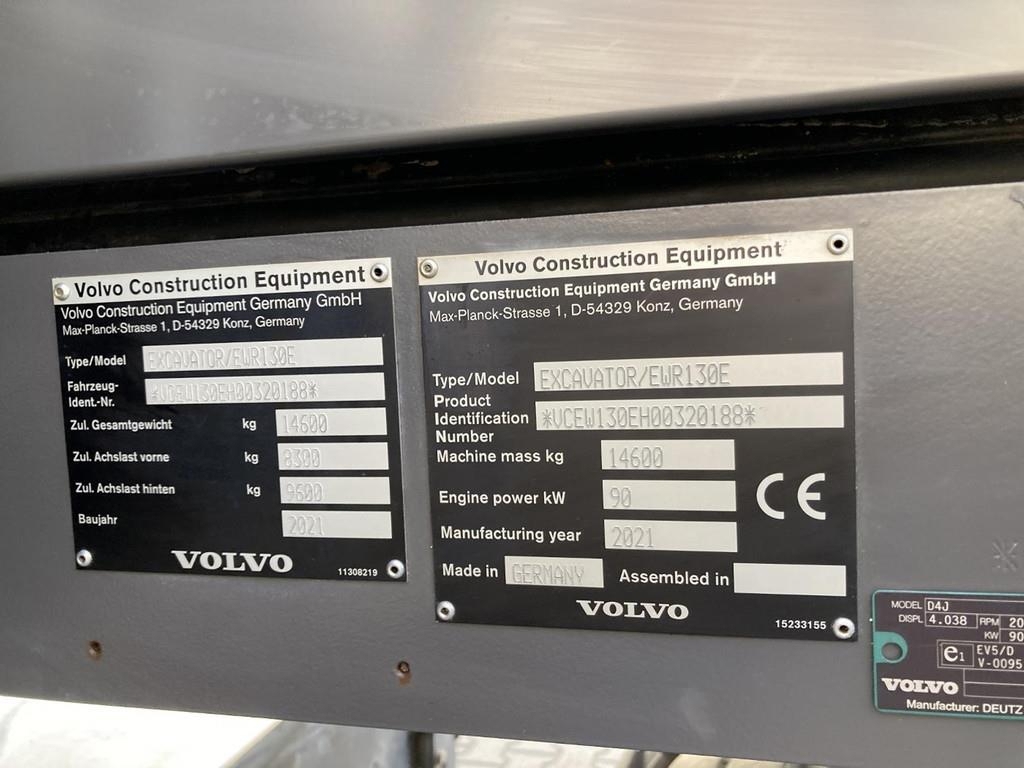 Volvo Construction Equipment
Volvo Construction Equipment Germany GmbH
Max-Planck-Strasse 1, D-54329 Konz, Germany
Type/Model EXCAVATOR/EWR130E
Fahrzeug-
Ident.-Nr. *VCEW130EH00320188*
Zul. Gesamtgewicht kg 14600
Zul. Achslast vorne kg 8300
Zul. Achslast hinten kg 9600
Baujahr 2021
VOLVO
11308219
Volvo Construction Equipment
Volvo Construction Equipment Germany GmbH
Max-Planck-Strasse 1, D-54329 Konz, Germany
Type/Model EXCAVATOR/EWR130E
Product
Identification *VCEW130EH00320188*
Number
Machine mass kg 14600
Engine power kW 90
Manufacturing year 2021
CE
Made in GERMANY Assembled in
VOLVO
15233155
MODEL D4J
DISPL 4.038 RPM 20
KW 90
e1 EV5/D
V-0095
VOLVO
Manufacturer: DEUTZ